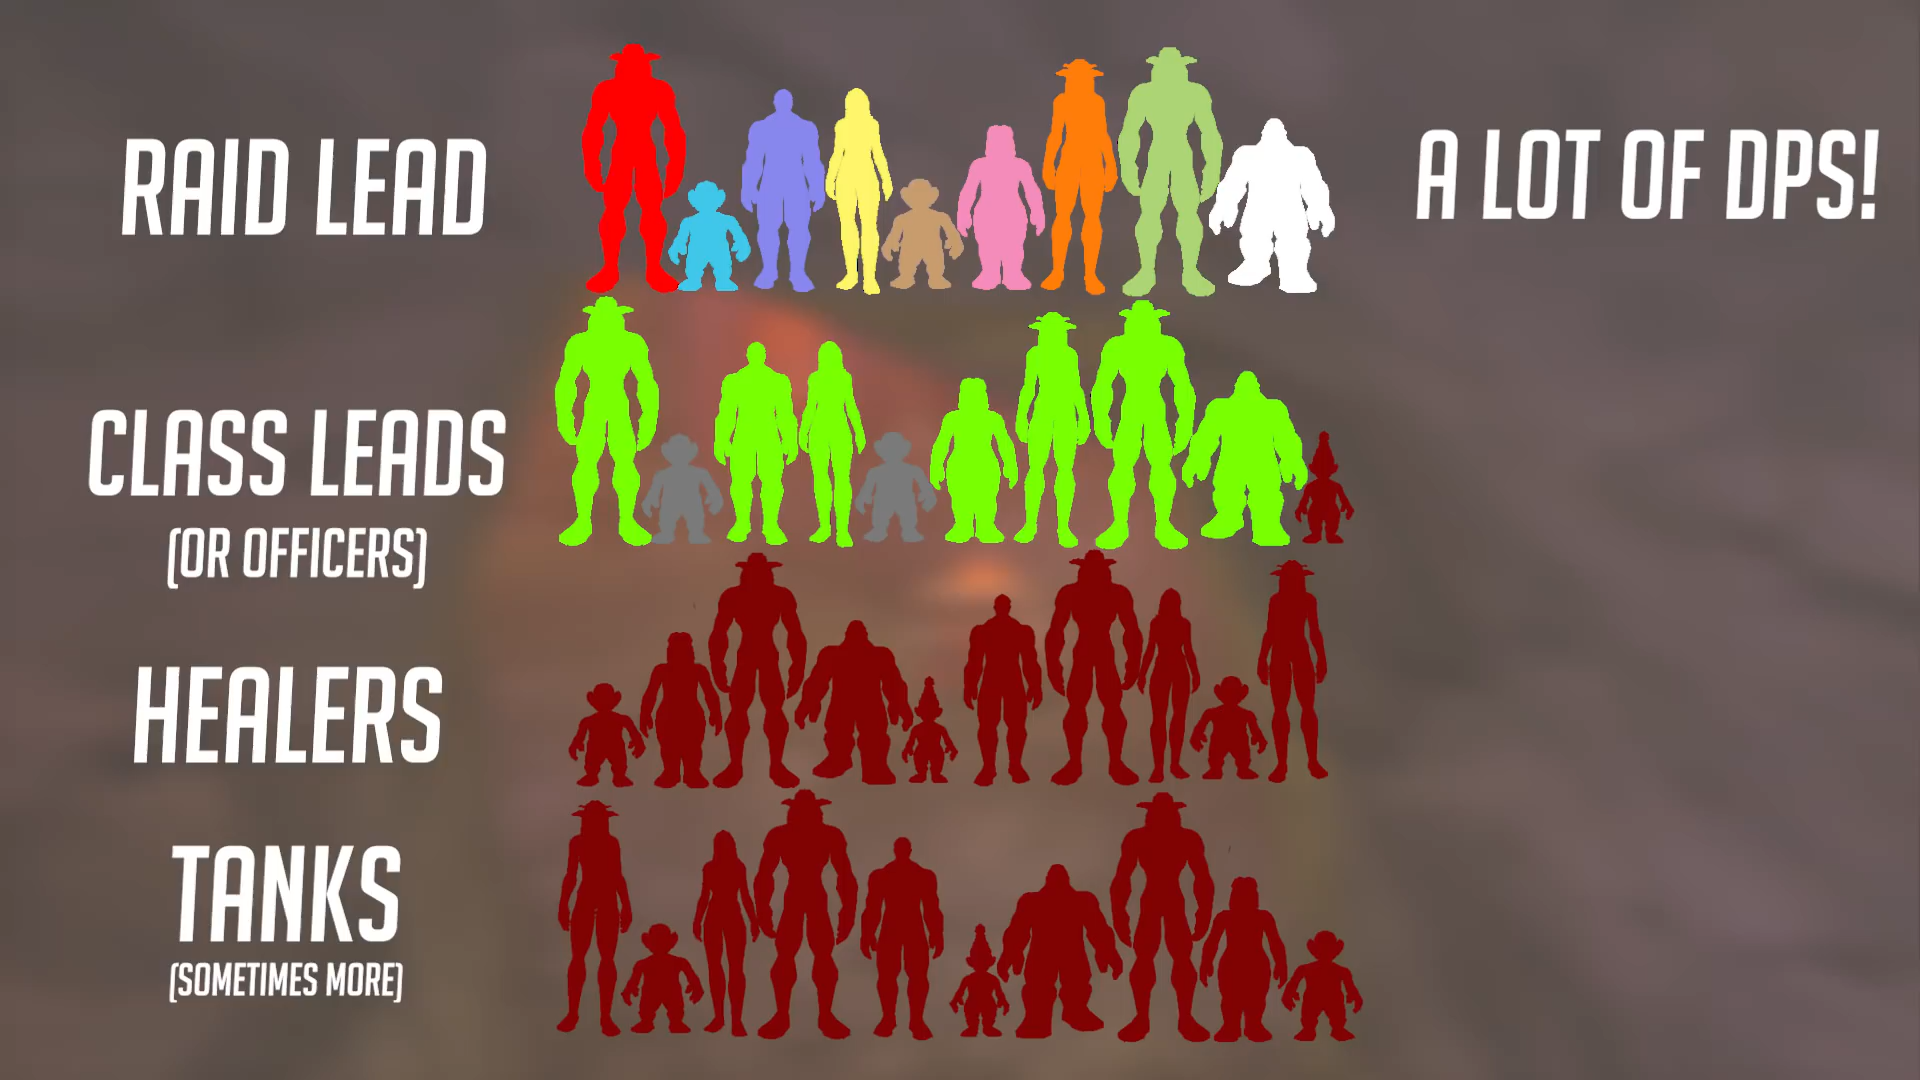 RAID LEAD
A LOT OF DPS!
CLASS LEADS
(OR OFFICERS)
HEALERS
TANKS
(SOMETIMES MORE)